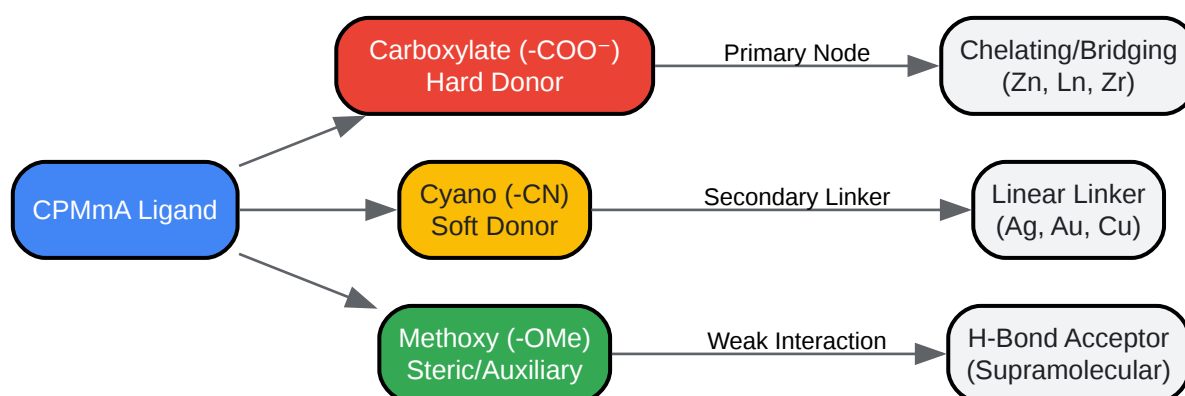 Carboxylate (-COO⁻)
Hard Donor
Primary Node
Chelating/Bridging
(Zn, Ln, Zr)
CPMmA Ligand
Cyano (-CN)
Soft Donor
Secondary Linker
Linear Linker
(Ag, Au, Cu)
Methoxy (-OMe)
Steric/Auxiliary
Weak Interaction
H-Bond Acceptor
(Supramolecular)